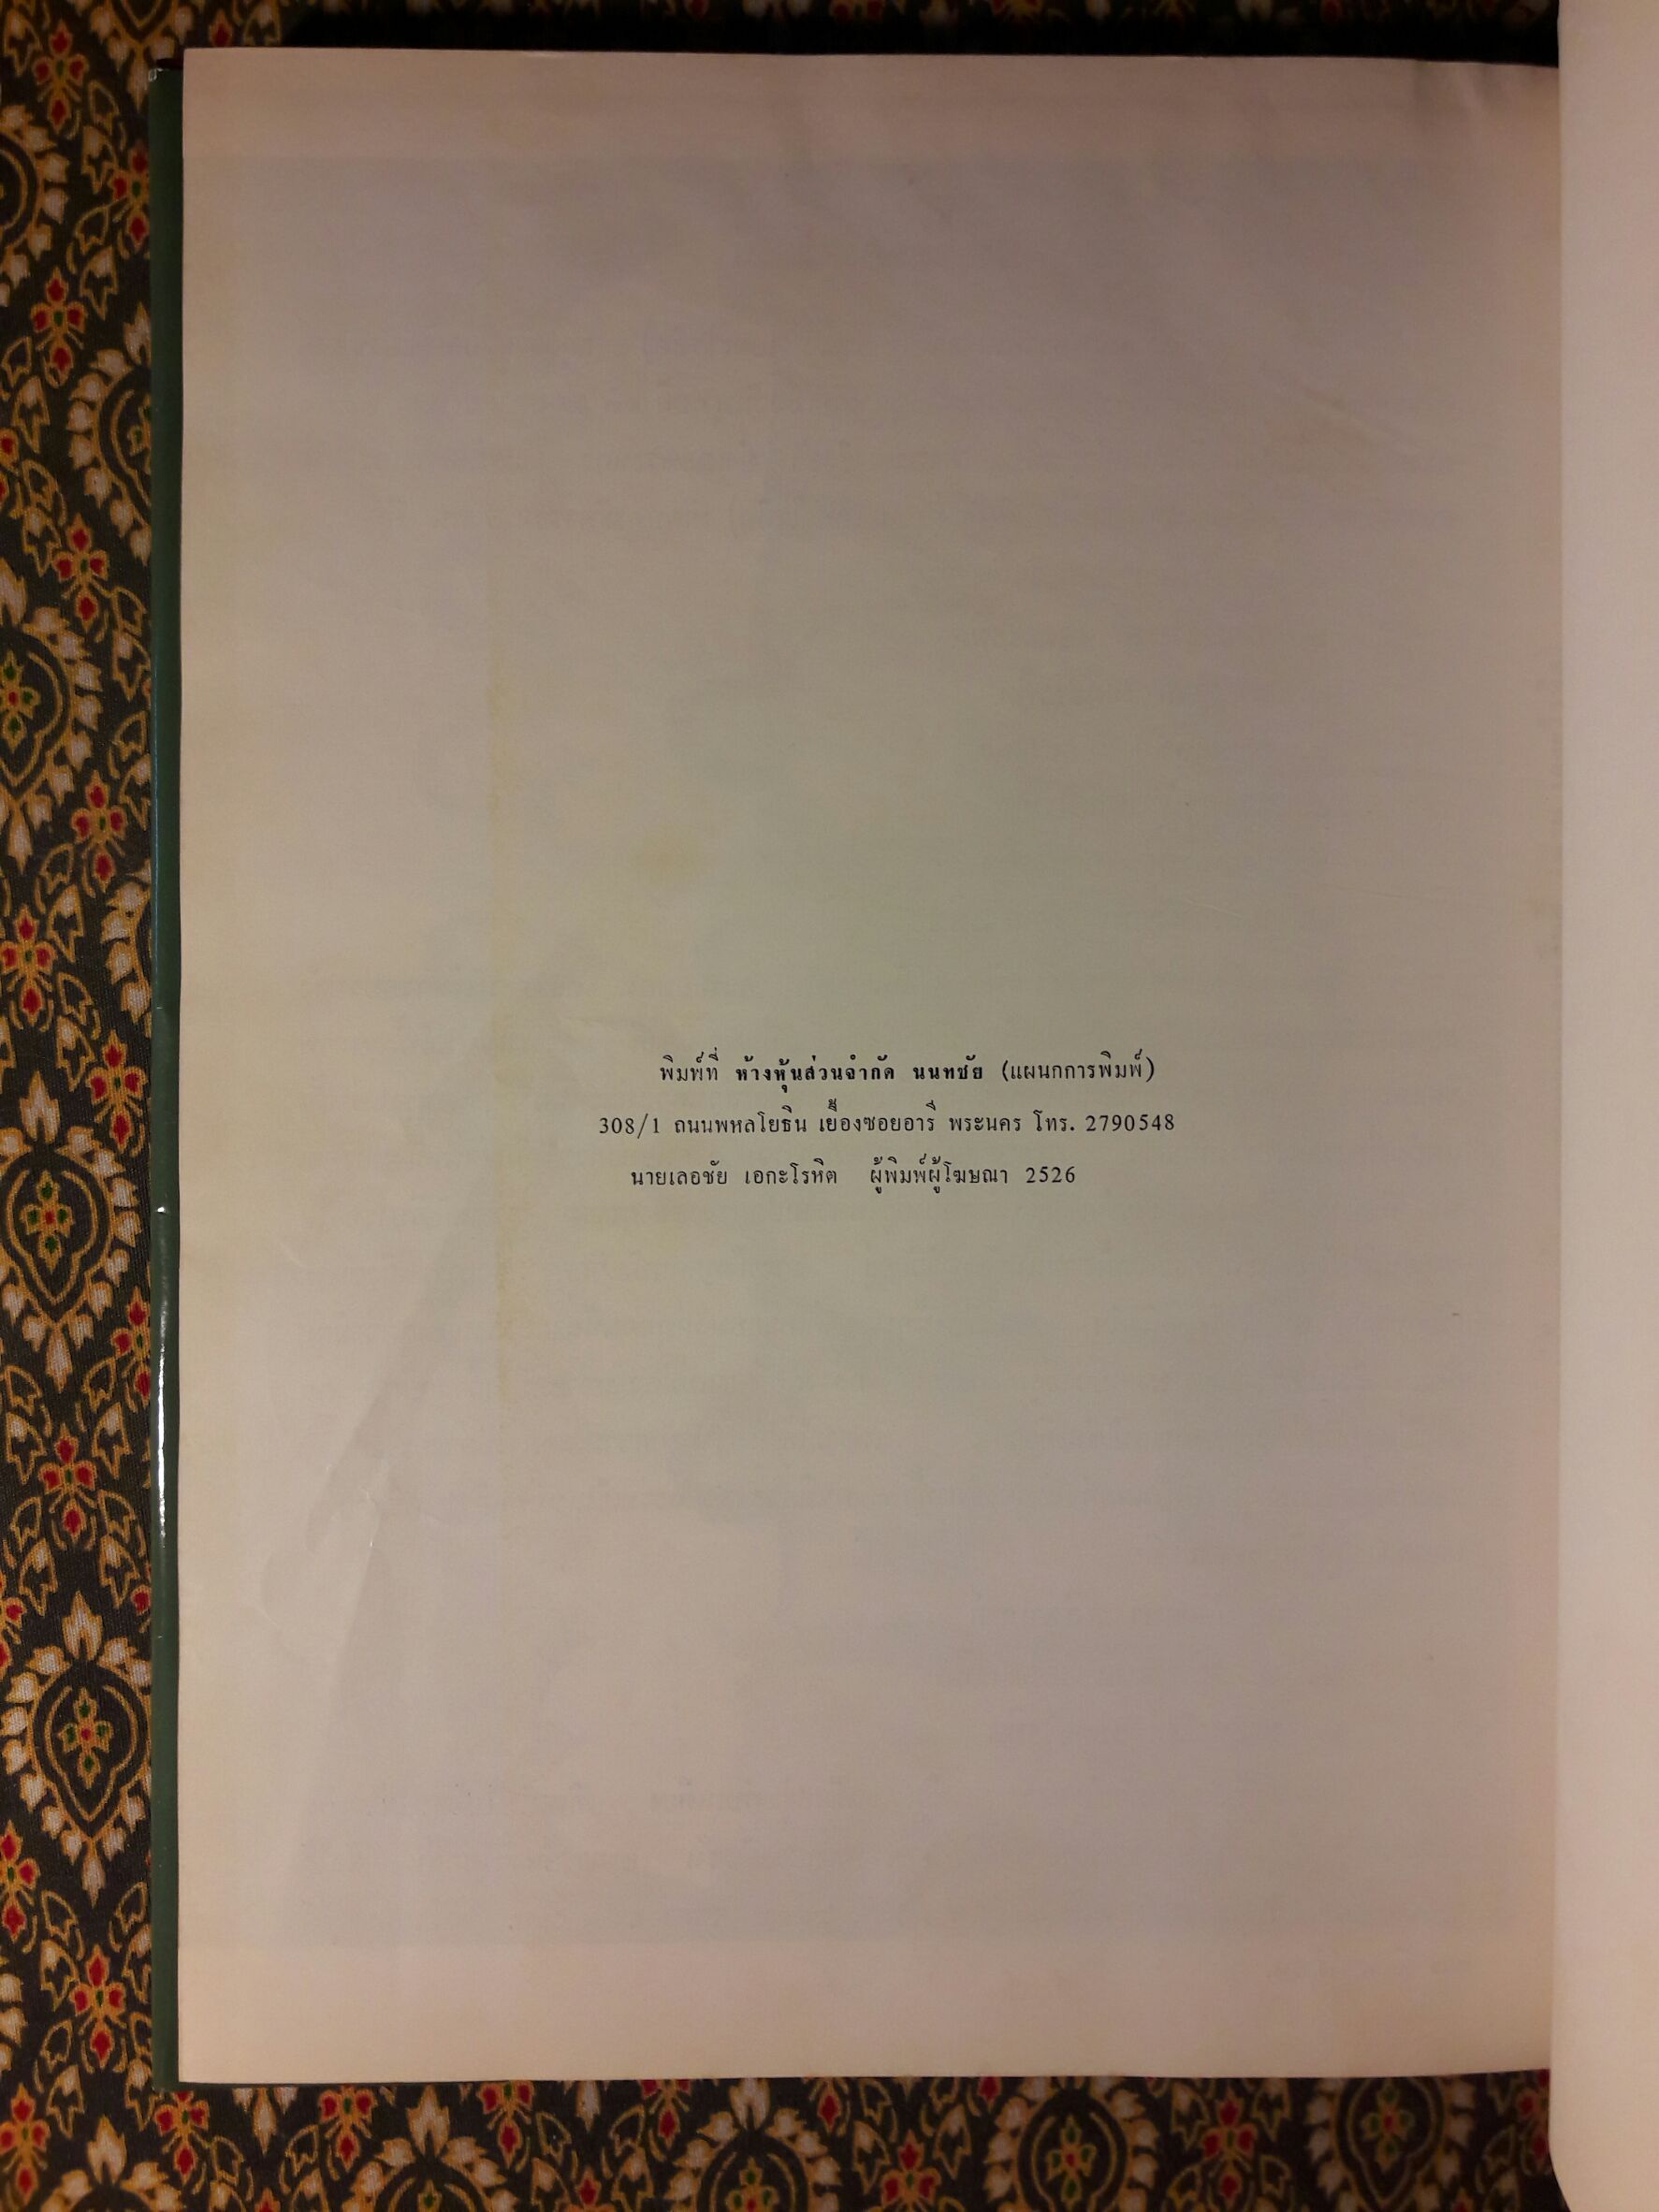 พิมพ์ที่ ห้างหุ้นส่วนจำกัด นนทชัย (แผนกการพิมพ์)
308/1 ถนนพหลโยธิน เยื้องซอยอารี พระนคร โทร. 2790548
นายเลอชัย เอกะโรหิต ผู้พิมพ์ผู้โฆษณา 2526